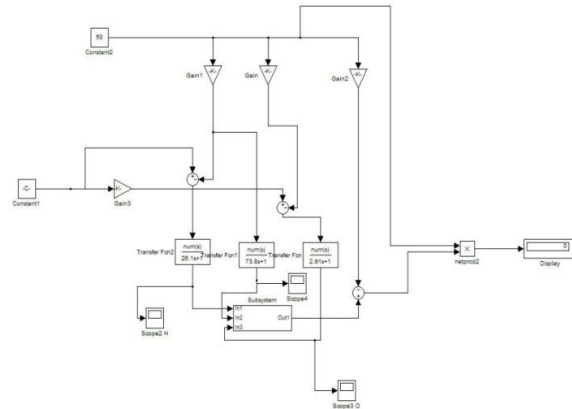 50
Constant2
-K-
Gain1
-K-
Gain
-K-
Gain2
-C-
Constant1
-K-
Gain3
Transfer Fcn2
num(s)
26.1s+1
Transfer Fcn1
num(s)
73.8s+1
Transfer Fcn
num(s)
2.91s+1
Scope4
Subsystem
In1
In2
In3
Out1
Scope2 H
Scope3 O
×
netprod2
0
Display